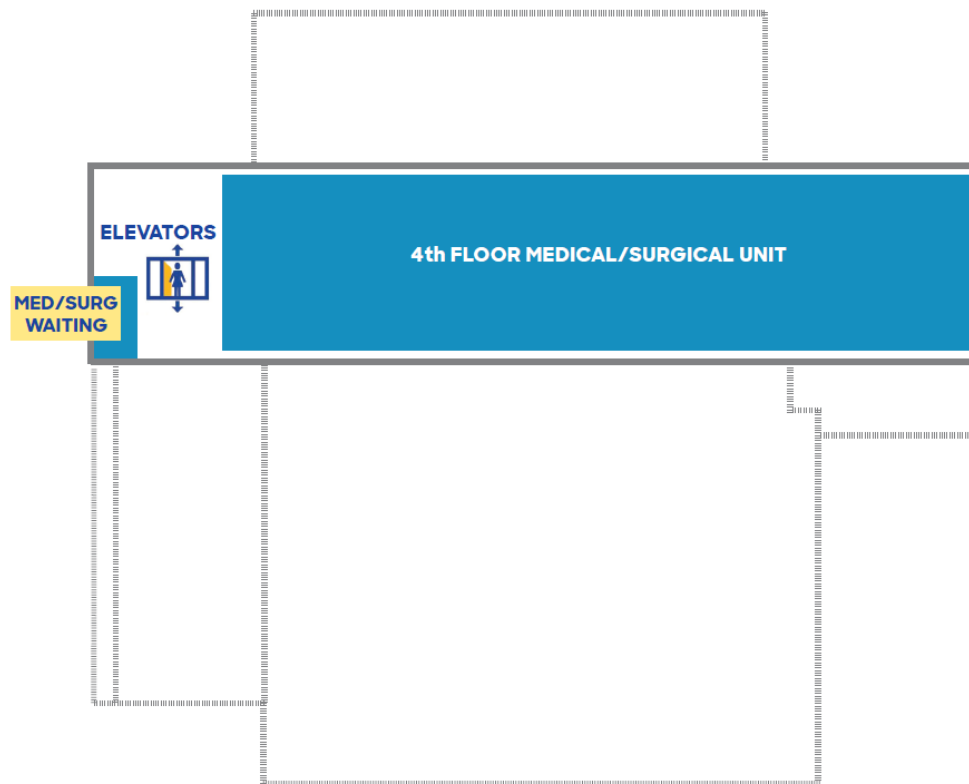 ELEVATORS
4th FLOOR MEDICAL/SURGICAL UNIT
MED/SURG
WAITING